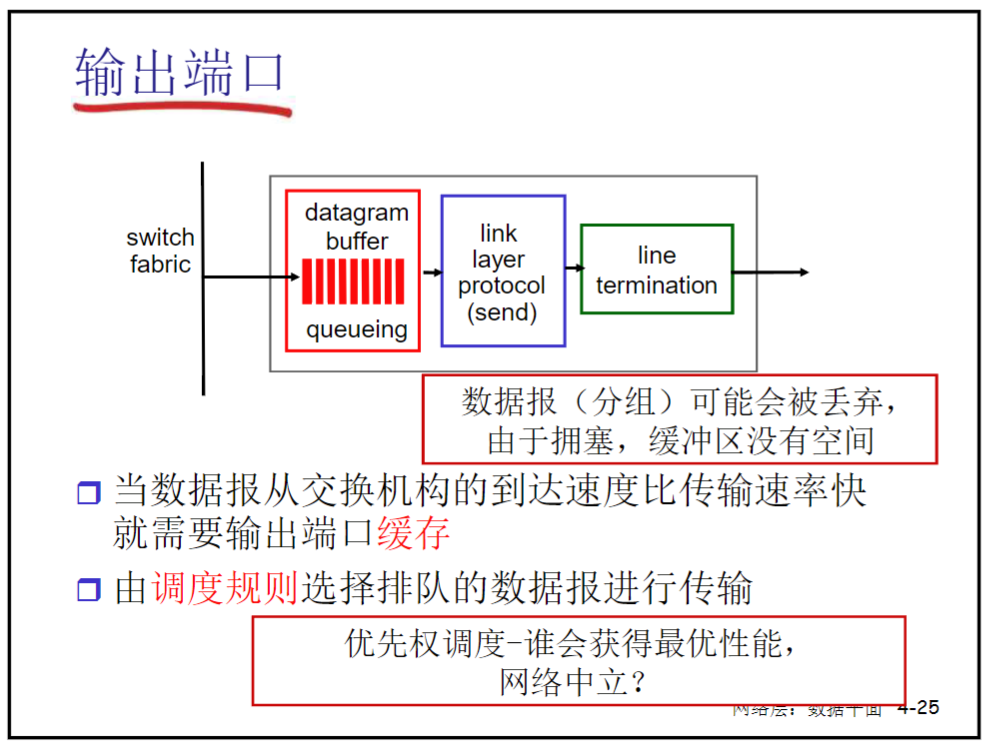 输出端口
switch
fabric
datagram
buffer
queueing
link
layer
protocol
(send)
line
termination
数据报（分组）可能会被丢弃，
由于拥塞，缓冲区没有空间
当数据报从交换机构的到达速度比传输速率快
就需要输出端口缓存
由调度规则选择排队的数据报进行传输
优先权调度-谁会获得最优性能，
网络中立？
网络层：数据平面 4-25